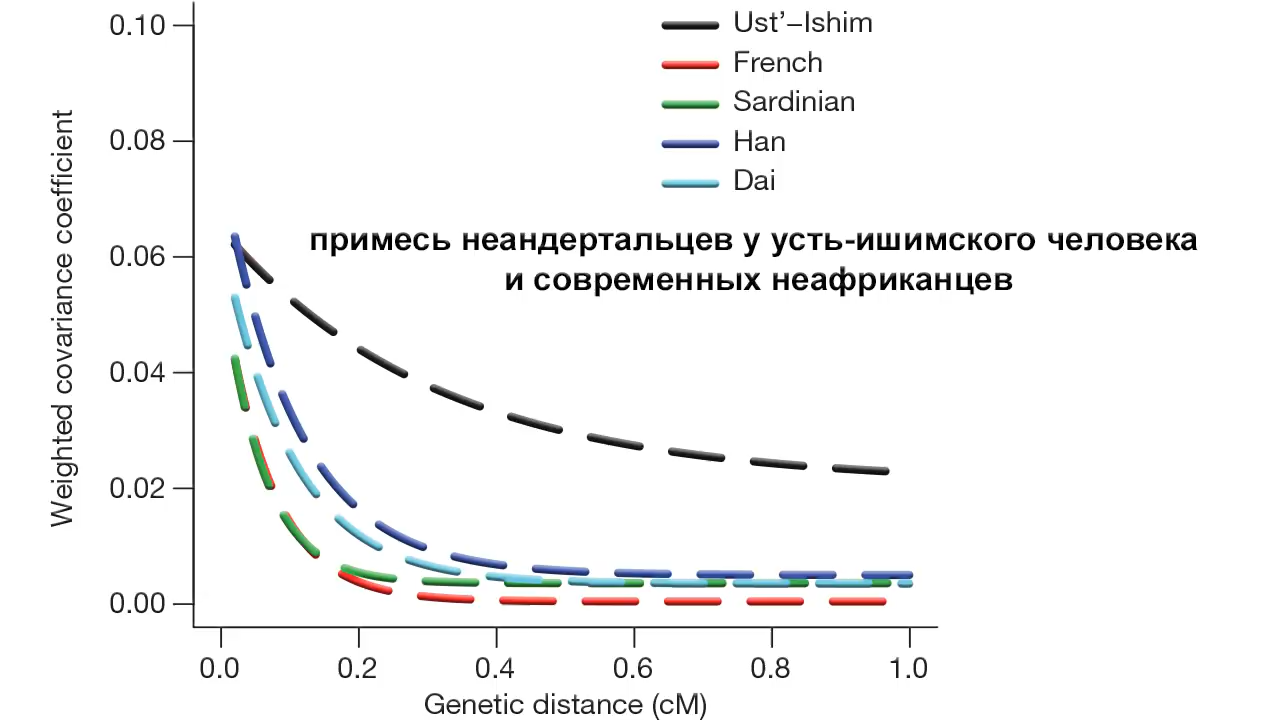 0.10
0.08
0.06
0.04
0.02
0.00
Weighted covariance coefficient
Ust’–Ishim
French
Sardinian
Han
Dai
примесь неандертальцев у усть-ишимского человека
и современных неафриканцев
0.0 0.2 0.4 0.6 0.8 1.0
Genetic distance (cM)